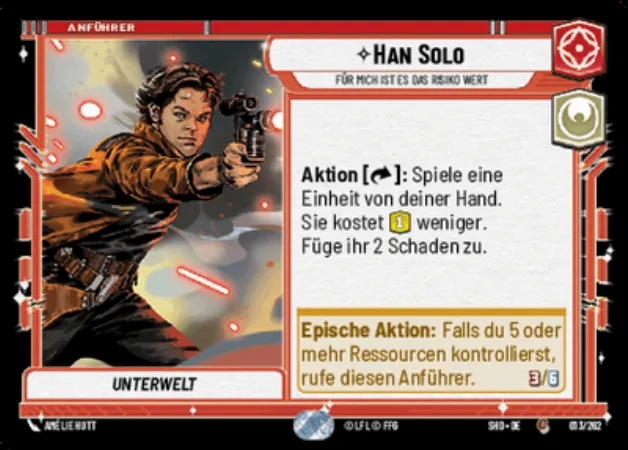 ANFÜHRER
HAN SOLO
FÜR MICH IST ES DAS RISIKO WERT
Aktion [ ]: Spiele eine
Einheit von deiner Hand.
Sie kostet 1 weniger.
Füge ihr 2 Schaden zu.
Epische Aktion: Falls du 5 oder
mehr Ressourcen kontrollierst,
rufe diesen Anführer. 3/6
UNTERWELT
AMÉLIE HUTT
© LFL © FFG
SHD • DE
013/262